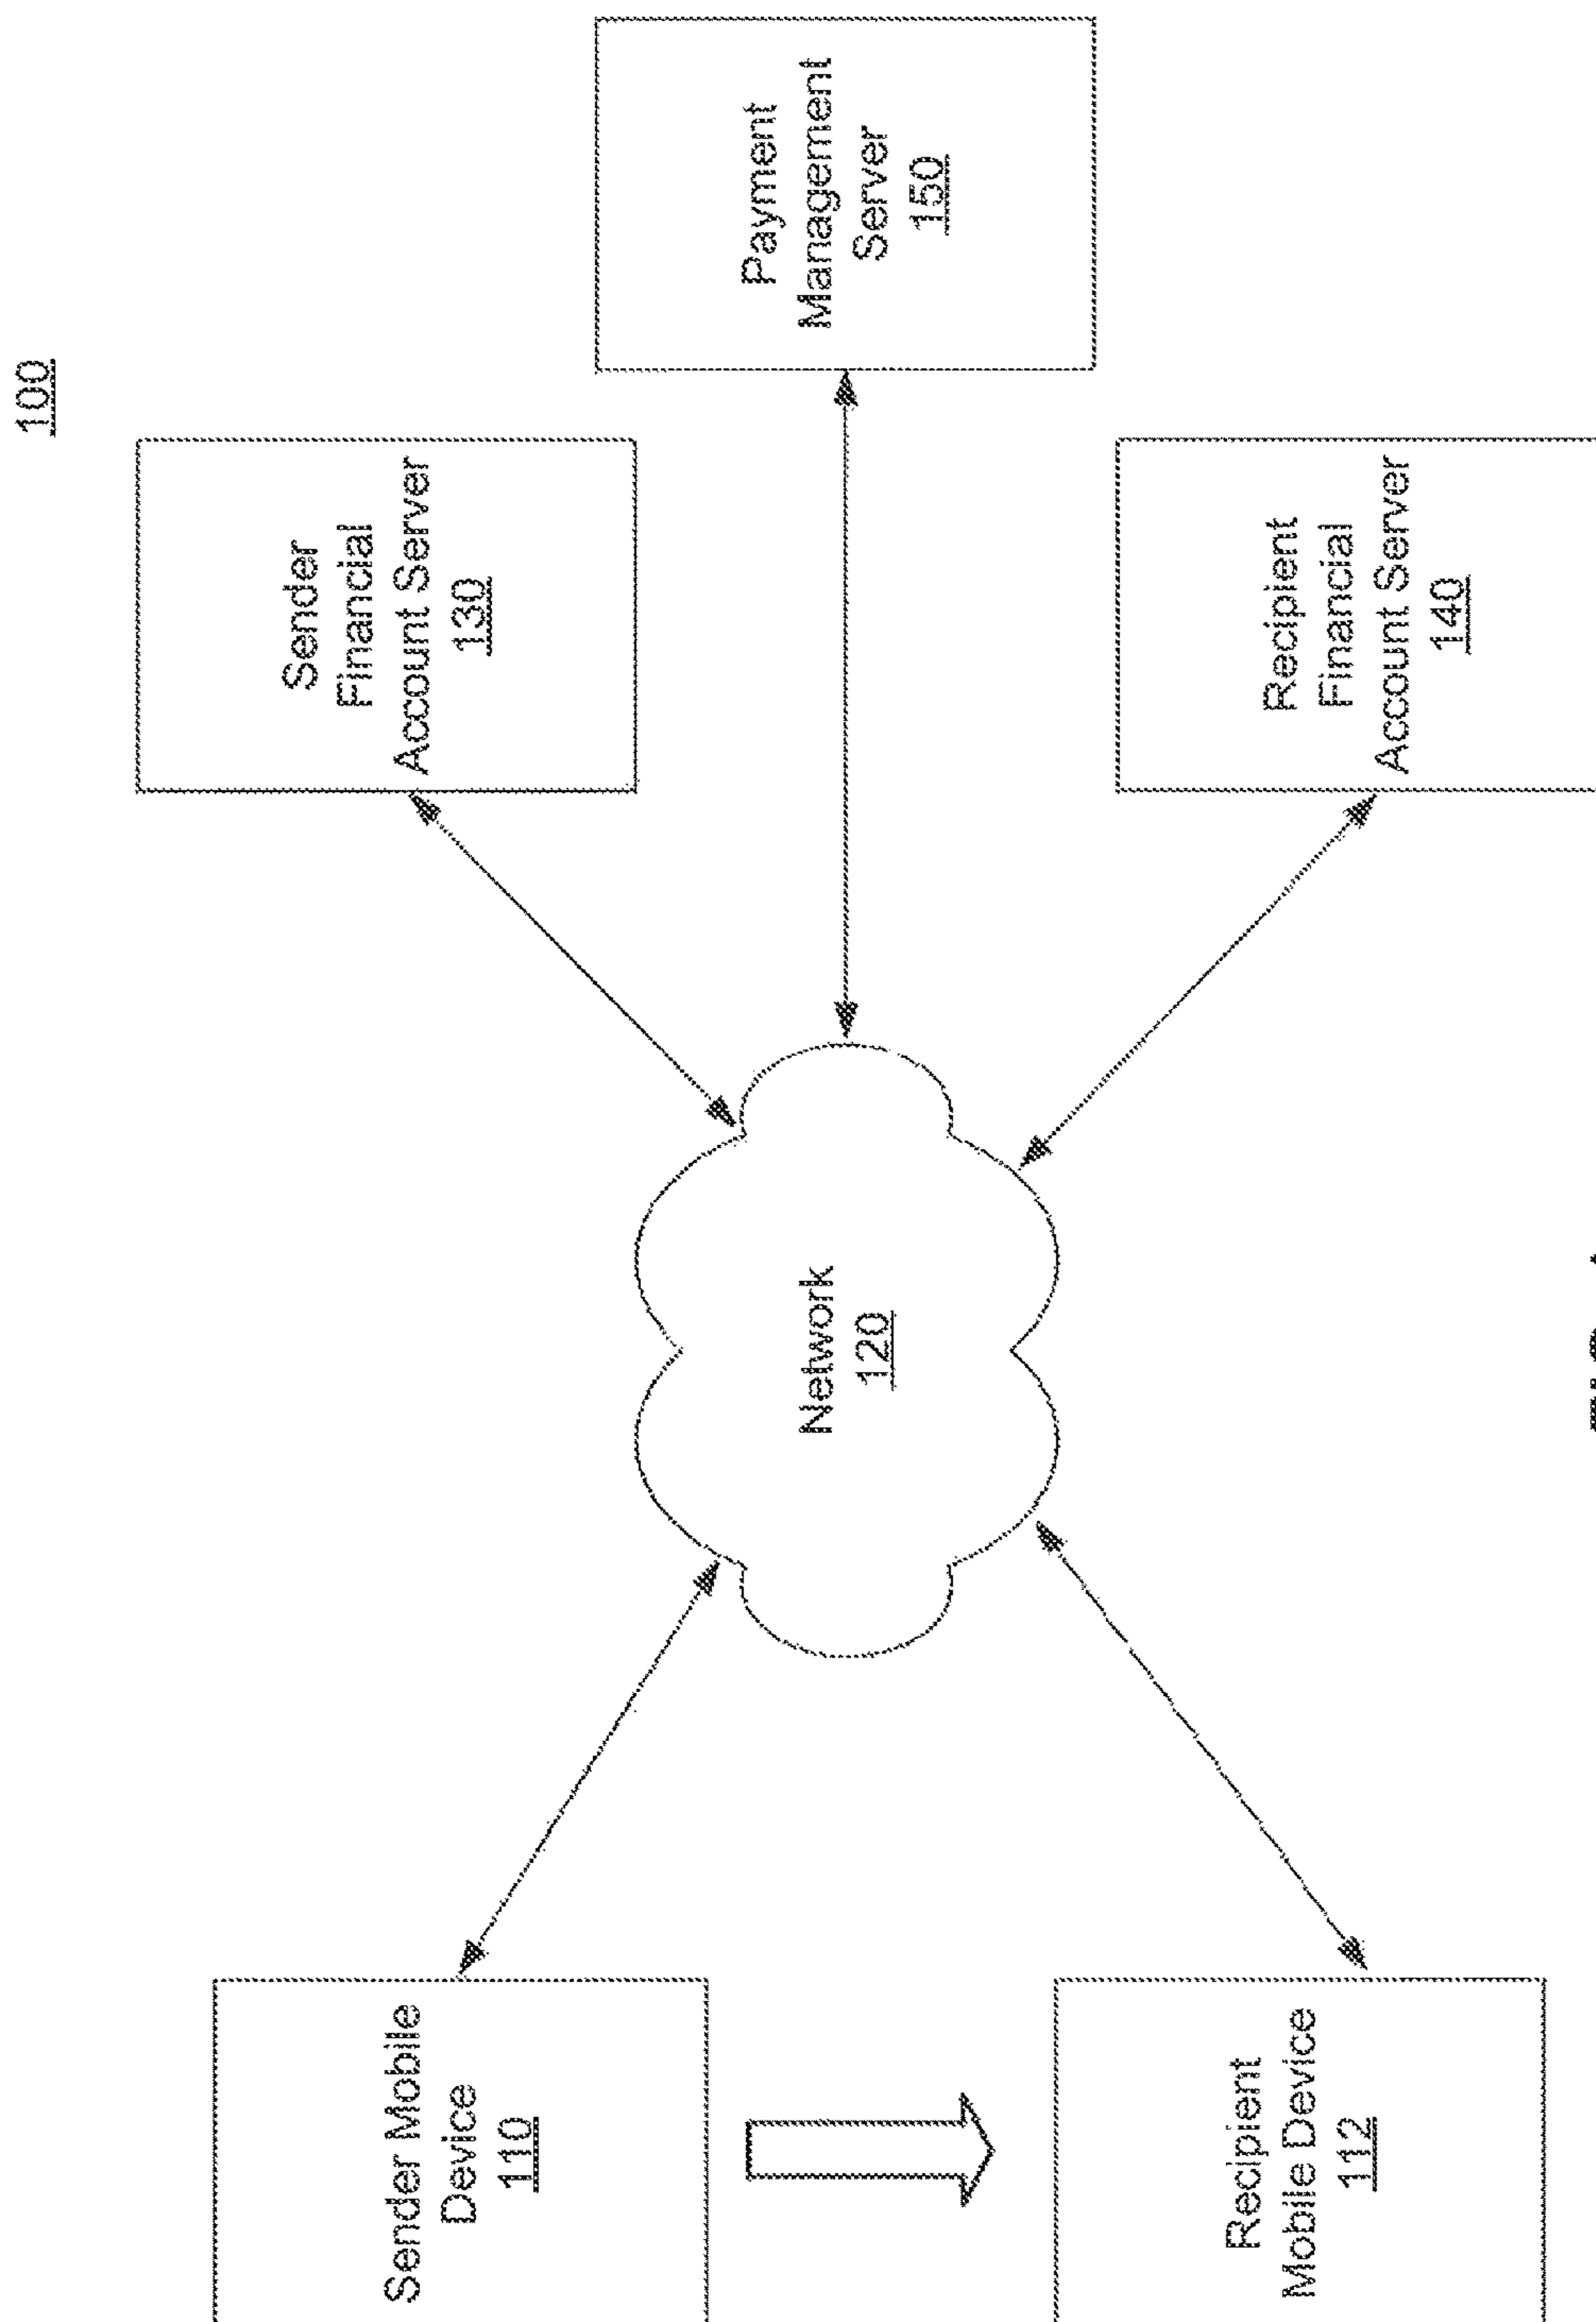 100
Sender Mobile
Device
110
Recipient
Mobile Device
112
Network
120
Sender
Financial
Account Server
130
Payment
Management
Server
150
Recipient
Financial
Account Server
140